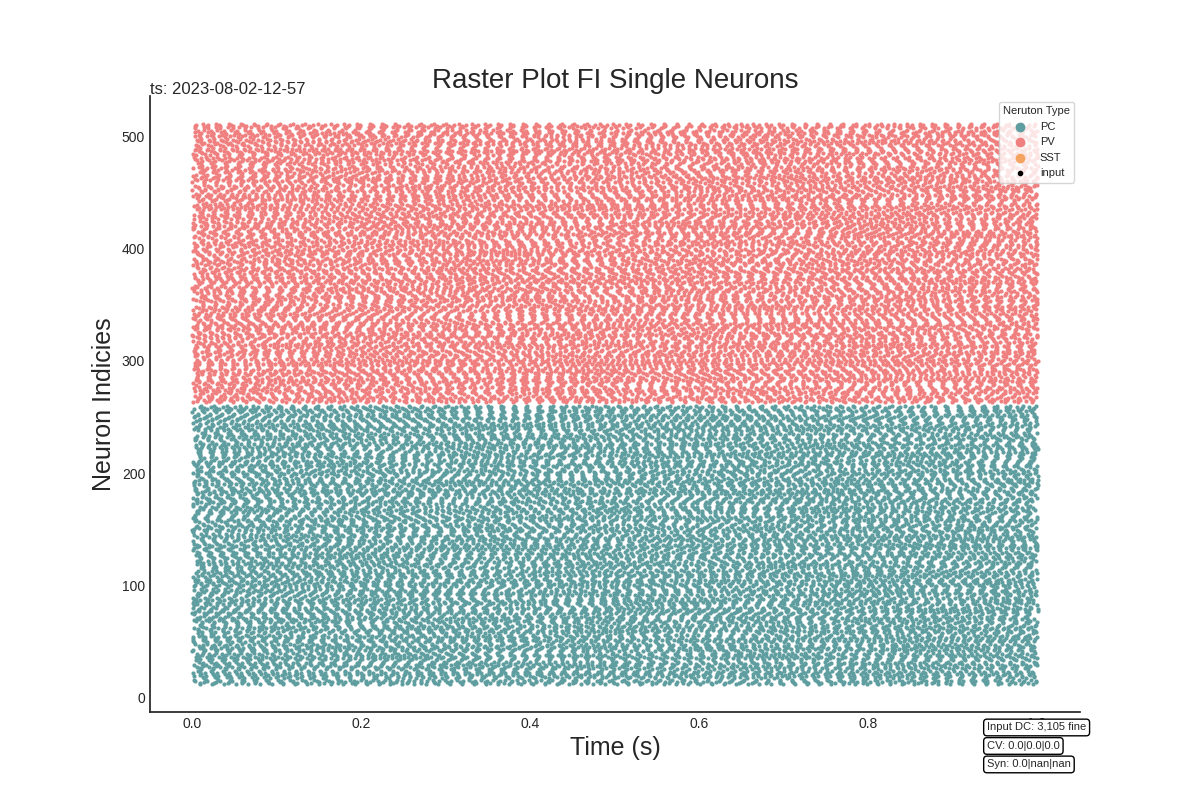 Raster Plot FI Single Neurons
ts: 2023-08-02-12-57
Neruton Type
PC
PV
SST
input
500
400
300
200
100
0
Neuron Indicies
0.0
0.2
0.4
0.6
0.8
Time (s)
Input DC: 3,105 fine
CV: 0.0|0.0|0.0
Syn: 0.0|nan|nan